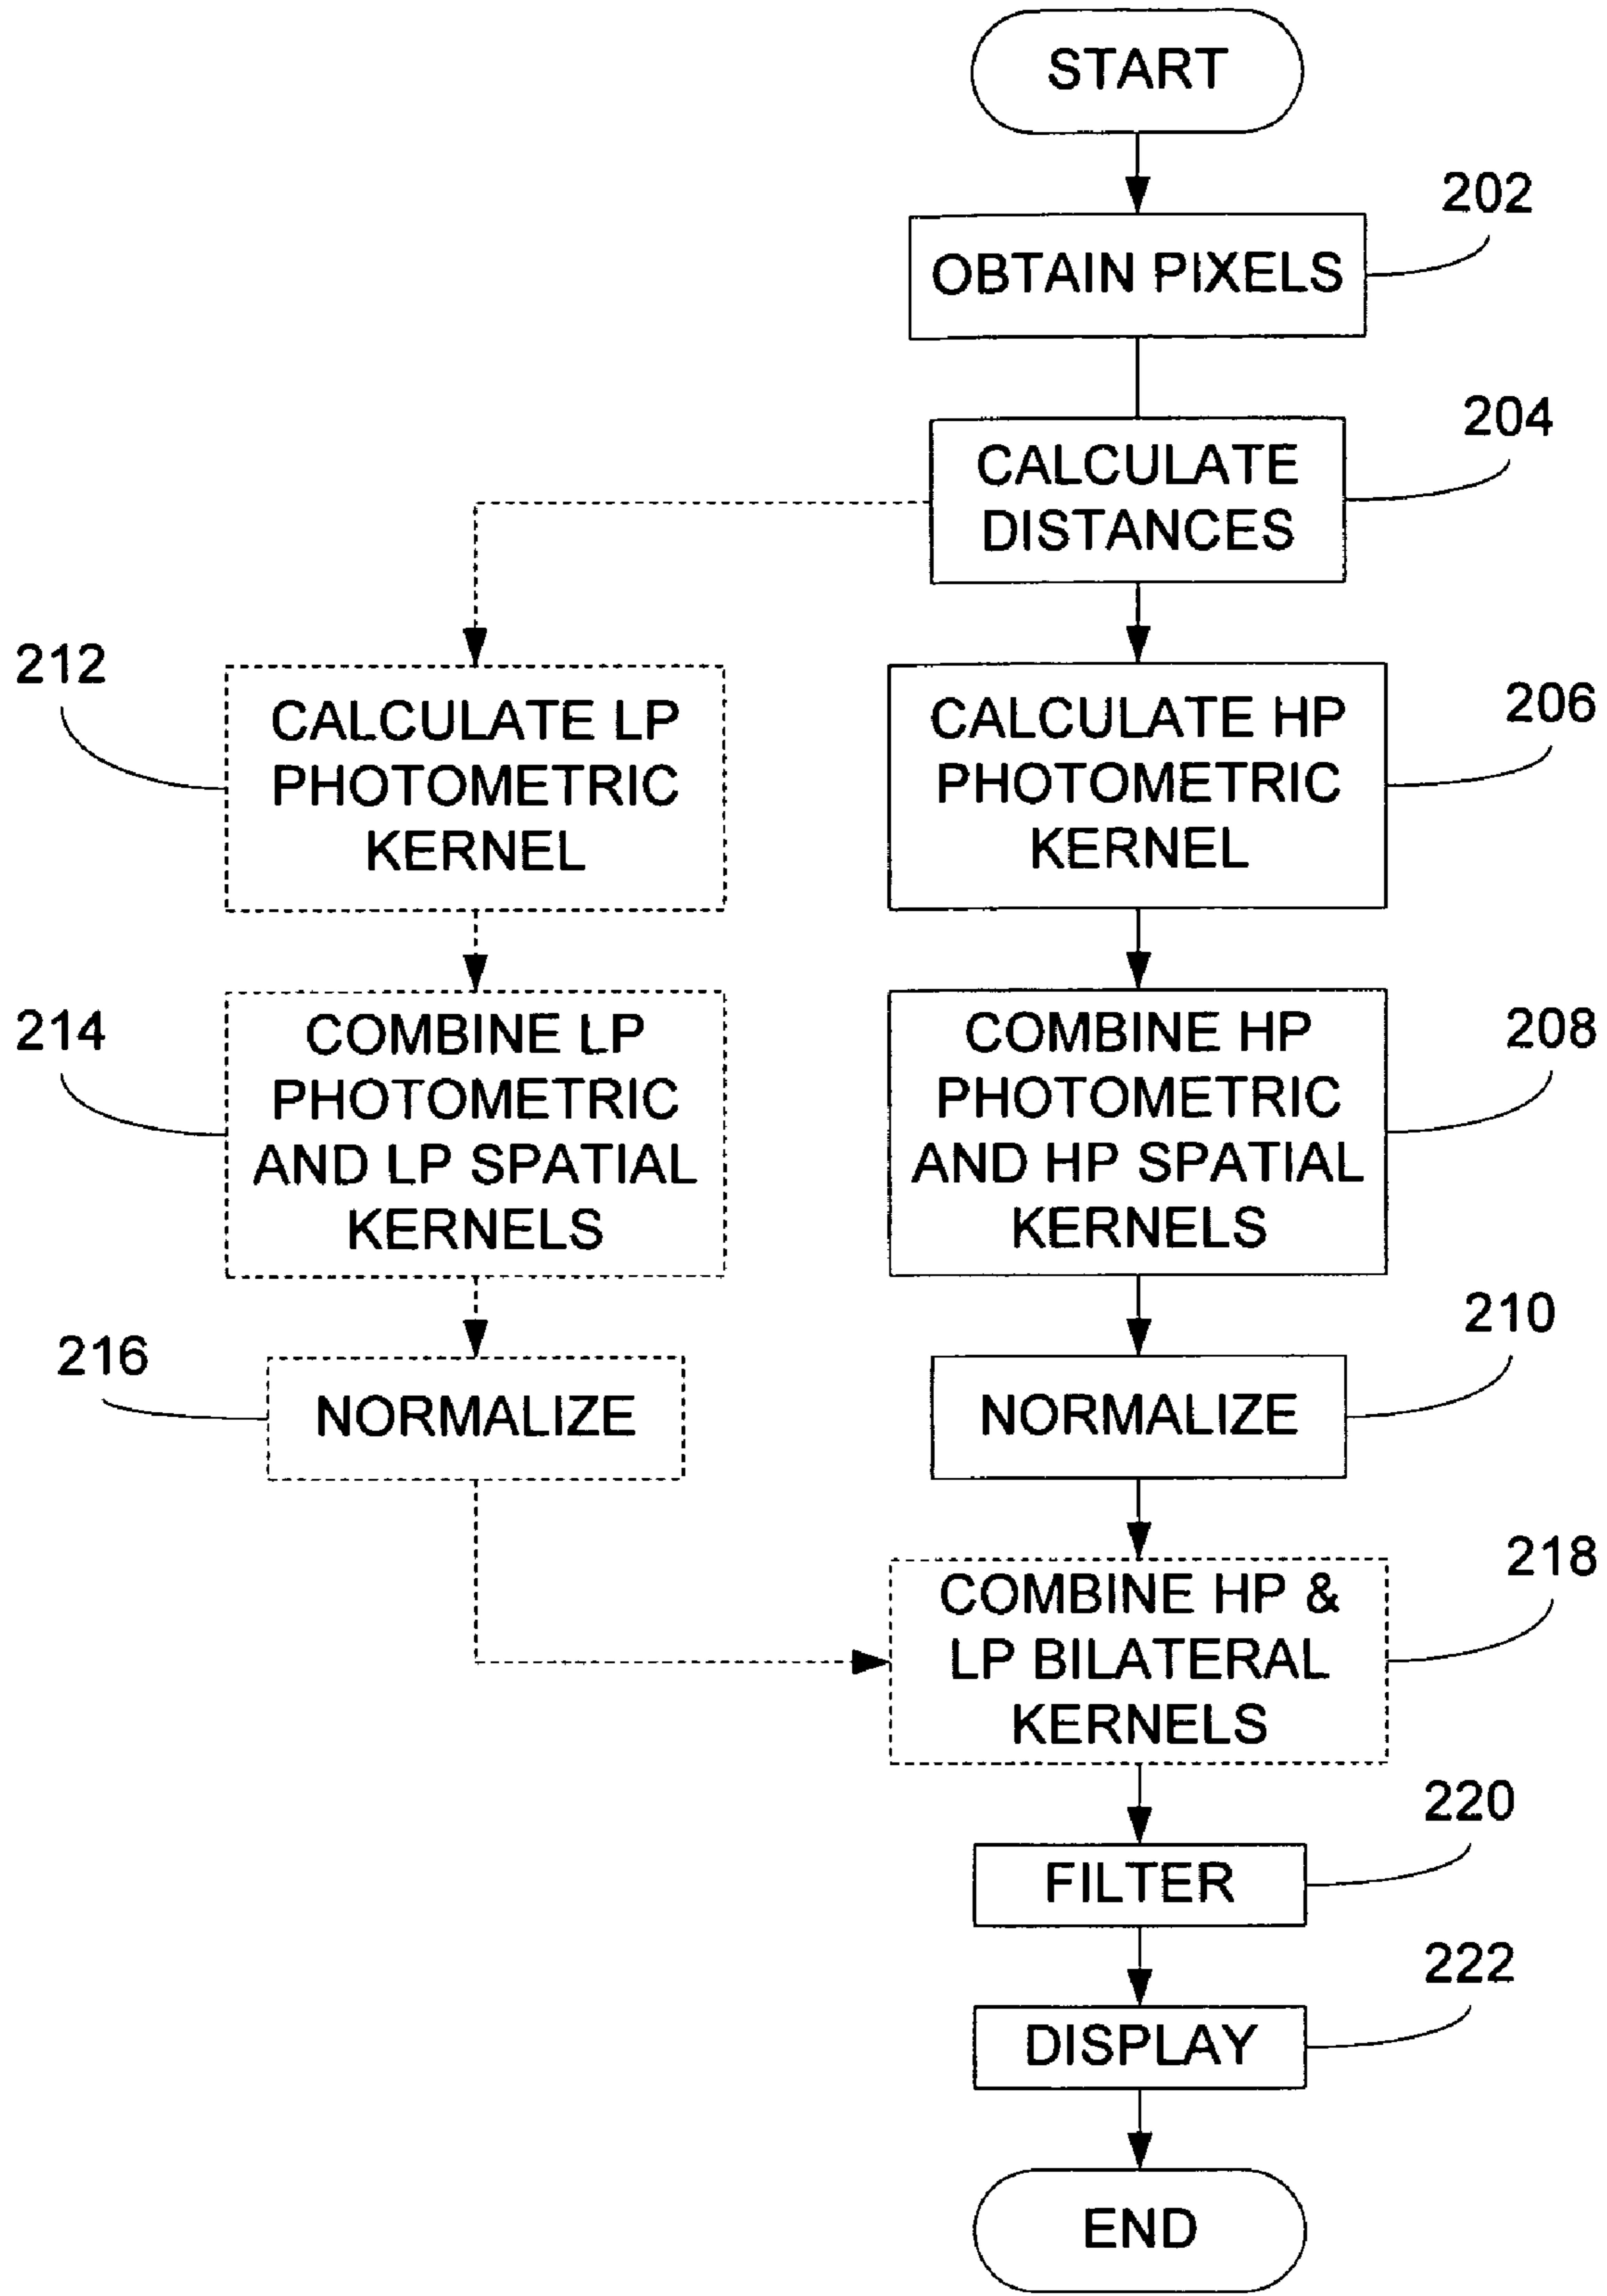 START
202
OBTAIN PIXELS
204
CALCULATE
DISTANCES
212
CALCULATE LP
PHOTOMETRIC
KERNEL
206
CALCULATE HP
PHOTOMETRIC
KERNEL
214
COMBINE LP
PHOTOMETRIC
AND LP SPATIAL
KERNELS
208
COMBINE HP
PHOTOMETRIC
AND HP SPATIAL
KERNELS
216
NORMALIZE
210
NORMALIZE
218
COMBINE HP &
LP BILATERAL
KERNELS
220
FILTER
222
DISPLAY
END